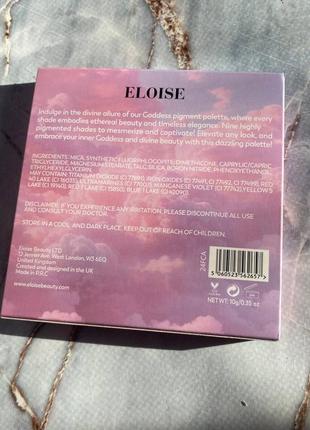 ELOISE
Indulge in the divine allure of our Goddess pigment palette, where every
shade embodies ethereal beauty and timeless elegance. Nine highly
pigmented shades to mesmerize and captivate! Elevate any look, and
embrace your inner Goddess and divine beauty with this dazzling palette!
INGREDIENTS: MICA, SYNTHETIC FLUORPHLOGOPITE, DIMETHICONE, CAPRYLIC/CAPRIC
TRIGLYCERIDE, MAGNESIUM STEARATE, TALC, SILICA, BORON NITRIDE, PHENOXYETHANOL,
ETHYLHEXYLGLYCERIN.
MAY CONTAIN: TITANIUM DIOXIDE (CI 77891), IRON OXIDES (CI 77491, CI 77492, CI 77499), RED
40 LAKE (CI 16035), ULTRAMARINES (CI 77007), MANGANESE VIOLET (CI 77742), YELLOW 5
LAKE (CI 19140), RED 7 LAKE (CI 15850), BLUE 1 LAKE (CI 42090).
DISCLAIMER: IF YOU EXPERIENCE ANY IRRITATION, PLEASE DISCONTINUE ALL USE
AND CONSULT YOUR DOCTOR.
STORE IN A COOL AND DARK PLACE. KEEP OUT OF REACH OF CHILDREN.
Eloise Beauty LTD
Avenue, West London, W3 6EQ
United Kingdom
Created and designed in the UK
Made in P.R.C
www.eloisebeauty.com
24FCA
5 060523 562657
NET WT: 10g/0.35 oz